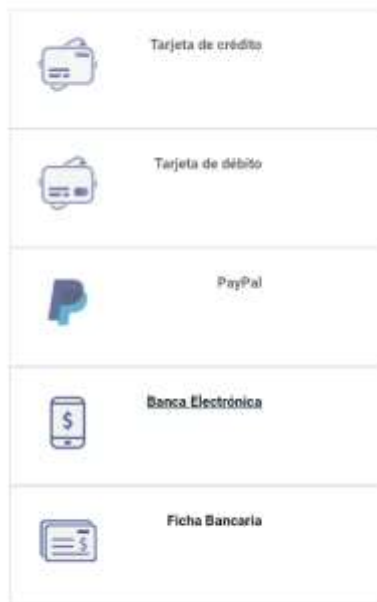 Tarjeta de crédito
Tarjeta de débito
PayPal
Banca Electrónica
Ficha Bancaria